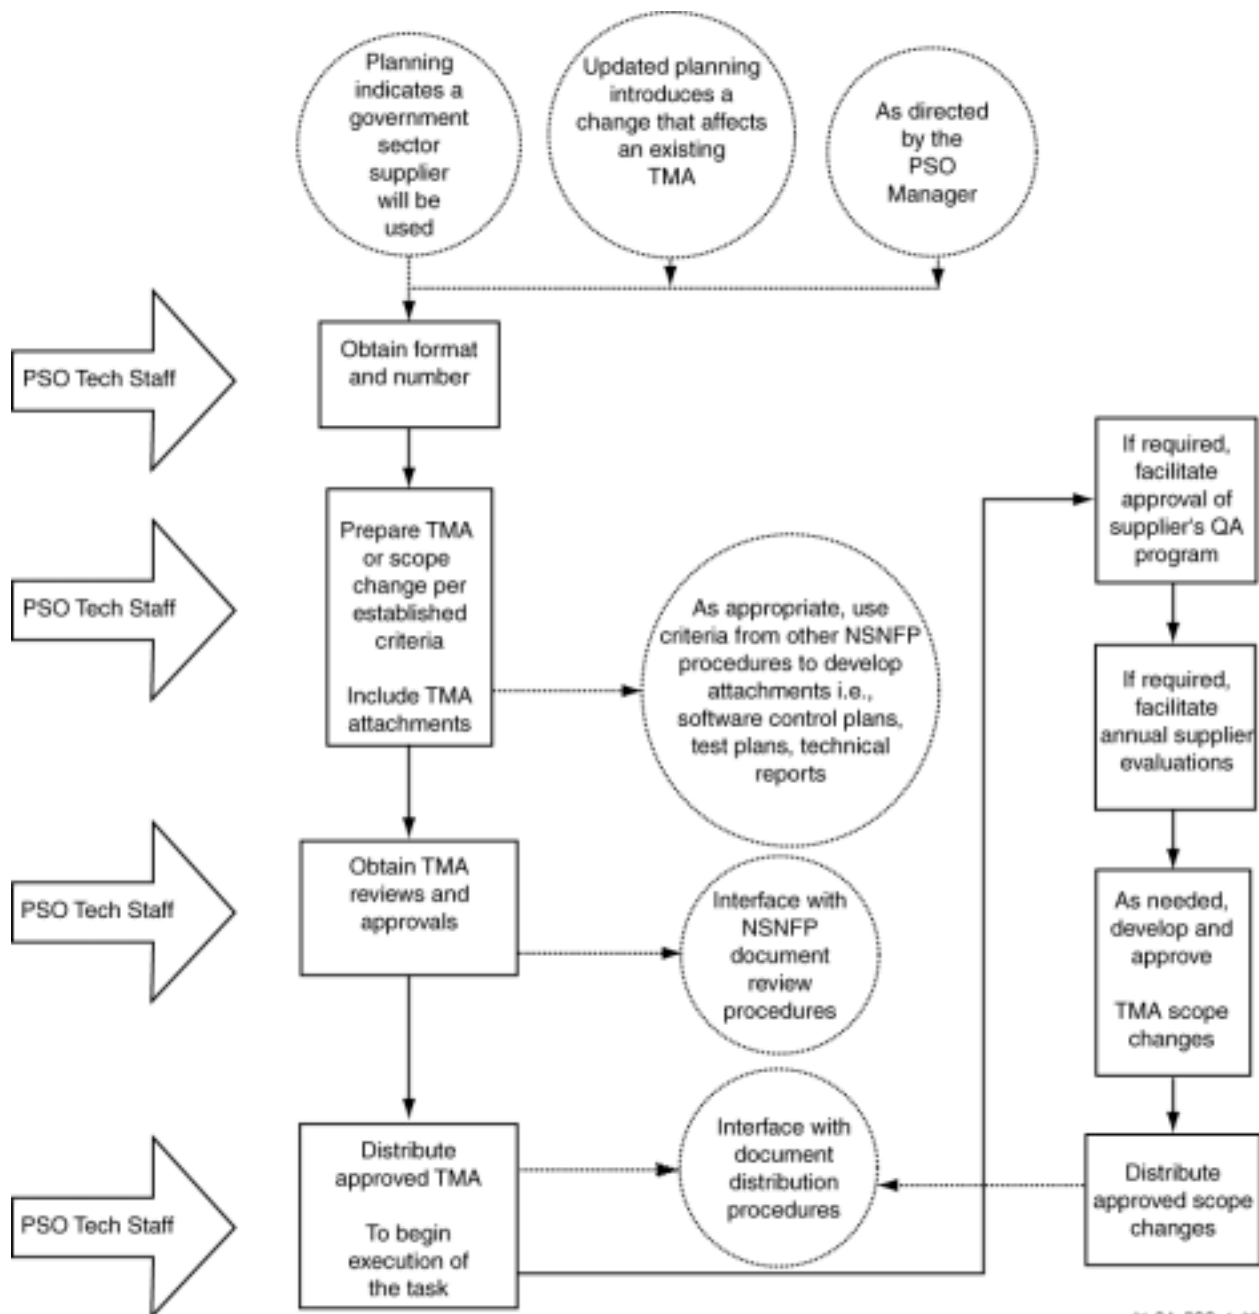 Planning
indicates a
government
sector
supplier
will be
used
Updated planning
introduces a
change that affects
an existing
TMA
As directed
by the
PSO
Manager
PSO Tech Staff
Obtain format
and number
PSO Tech Staff
Prepare TMA
or scope
change per
established
criteria
Include TMA
attachments
As appropriate, use
criteria from other NSNFP
procedures to develop
attachments i.e.,
software control plans,
test plans, technical
reports
PSO Tech Staff
Obtain TMA
reviews and
approvals
Interface with
NSNFP
document
review
procedures
PSO Tech Staff
Distribute
approved TMA
To begin
execution of
the task
Interface with
document
distribution
procedures
If required,
facilitate
approval of
supplier's QA
program
If required,
facilitate
annual supplier
evaluations
As needed,
develop and
approve
TMA scope
changes
Distribute
approved scope
changes